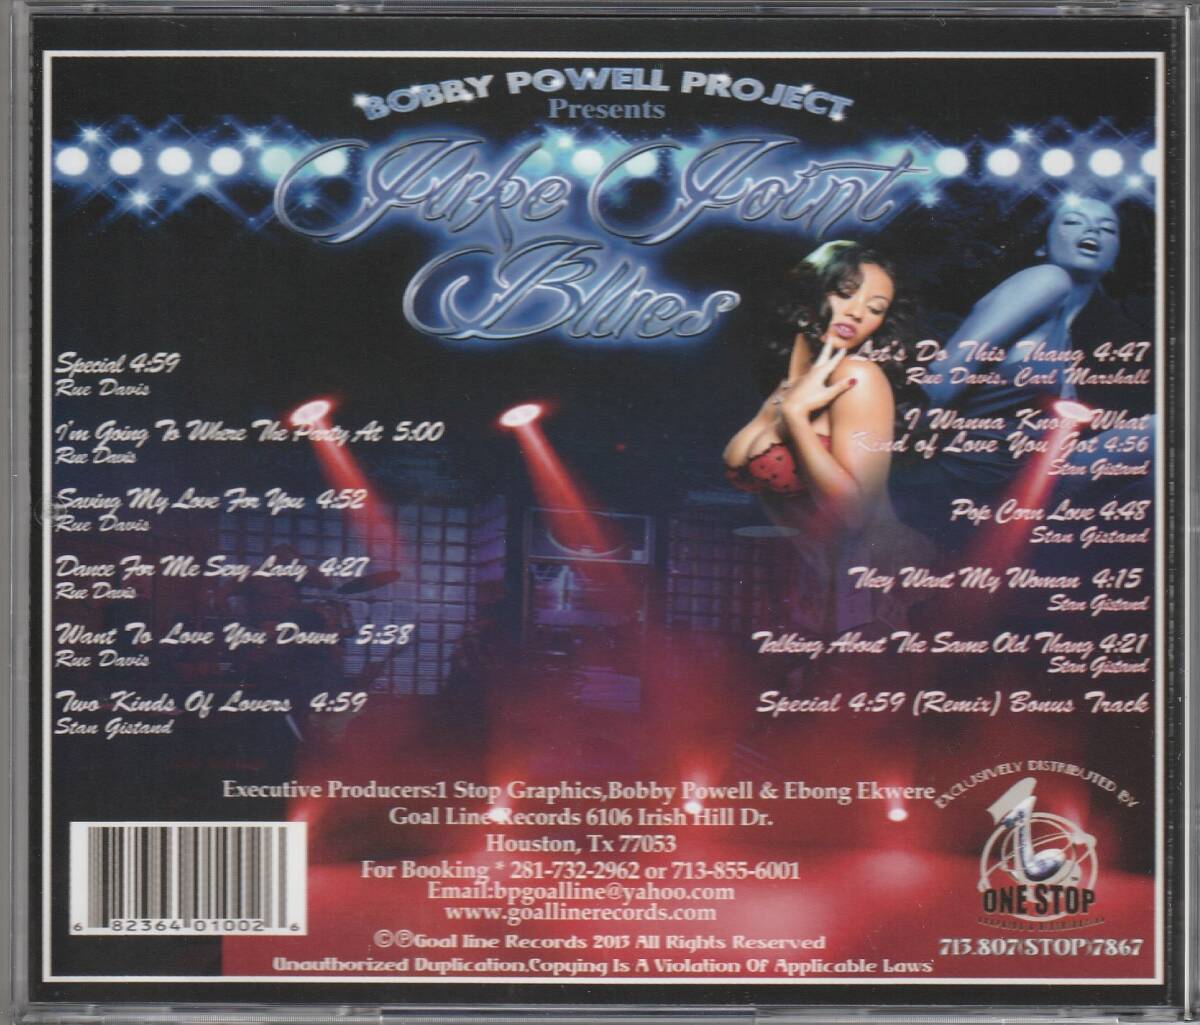 BOBBY POWELL PROJECT
Presents
Juke Joint
Blues
Special 4:59
Rue Davis
I'm Going To Where The Party At 5:00
Rue Davis
Saving My Love For You 4:52
Rue Davis
Dance For Me Sexy Lady 4:27
Rue Davis
Want To Love You Down 5:38
Rue Davis
Two Kinds Of Lovers 4:59
Stan Gistand
Let's Do This Thang 4:47
Rue Davis, Carl Marshall
I Wanna Know What
Kind of Love You Got 4:56
Stan Gistand
Pop Corn Love 4:48
Stan Gistand
They Want My Woman 4:15
Stan Gistand
Talking About The Same Old Thang 4:21
Stan Gistand
Special 4:59 (Remix) Bonus Track
Executive Producers:1 Stop Graphics,Bobby Powell & Ebong Ekwere
Goal Line Records 6106 Irish Hill Dr.
Houston, Tx 77053
For Booking * 281-732-2962 or 713-855-6001
Email:bpgoalline@yahoo.com
www.goallinerecords.com
©℗Goal line Records 2013 All Rights Reserved
Unauthorized Duplication,Copying Is A Violation Of Applicable Laws
6 82364 01002 6
EXCLUSIVELY DISTRIBUTED BY
1
ONE STOP
GRAPHICS & DISTRIBUTION
713.807(STOP)7867